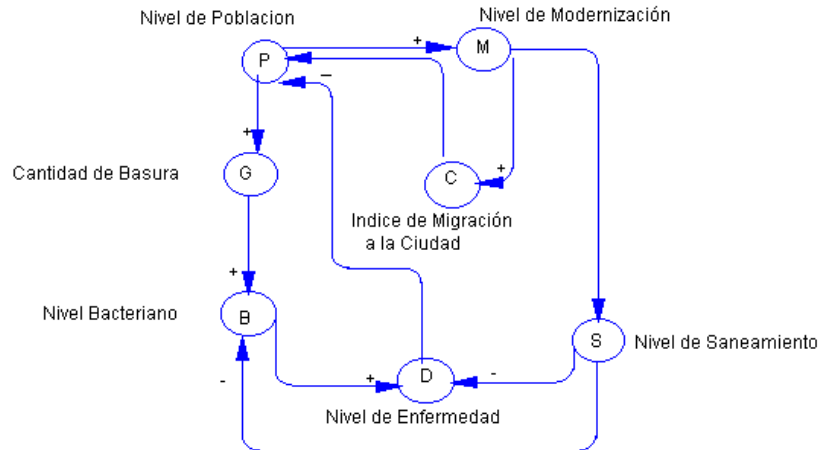 Nivel de Poblacion
Nivel de Modernización
+
M
P
–
+
+
Cantidad de Basura
G
C
Indice de Migración
a la Ciudad
+
Nivel Bacteriano
B
S
Nivel de Saneamiento
-
+
D
-
Nivel de Enfermedad